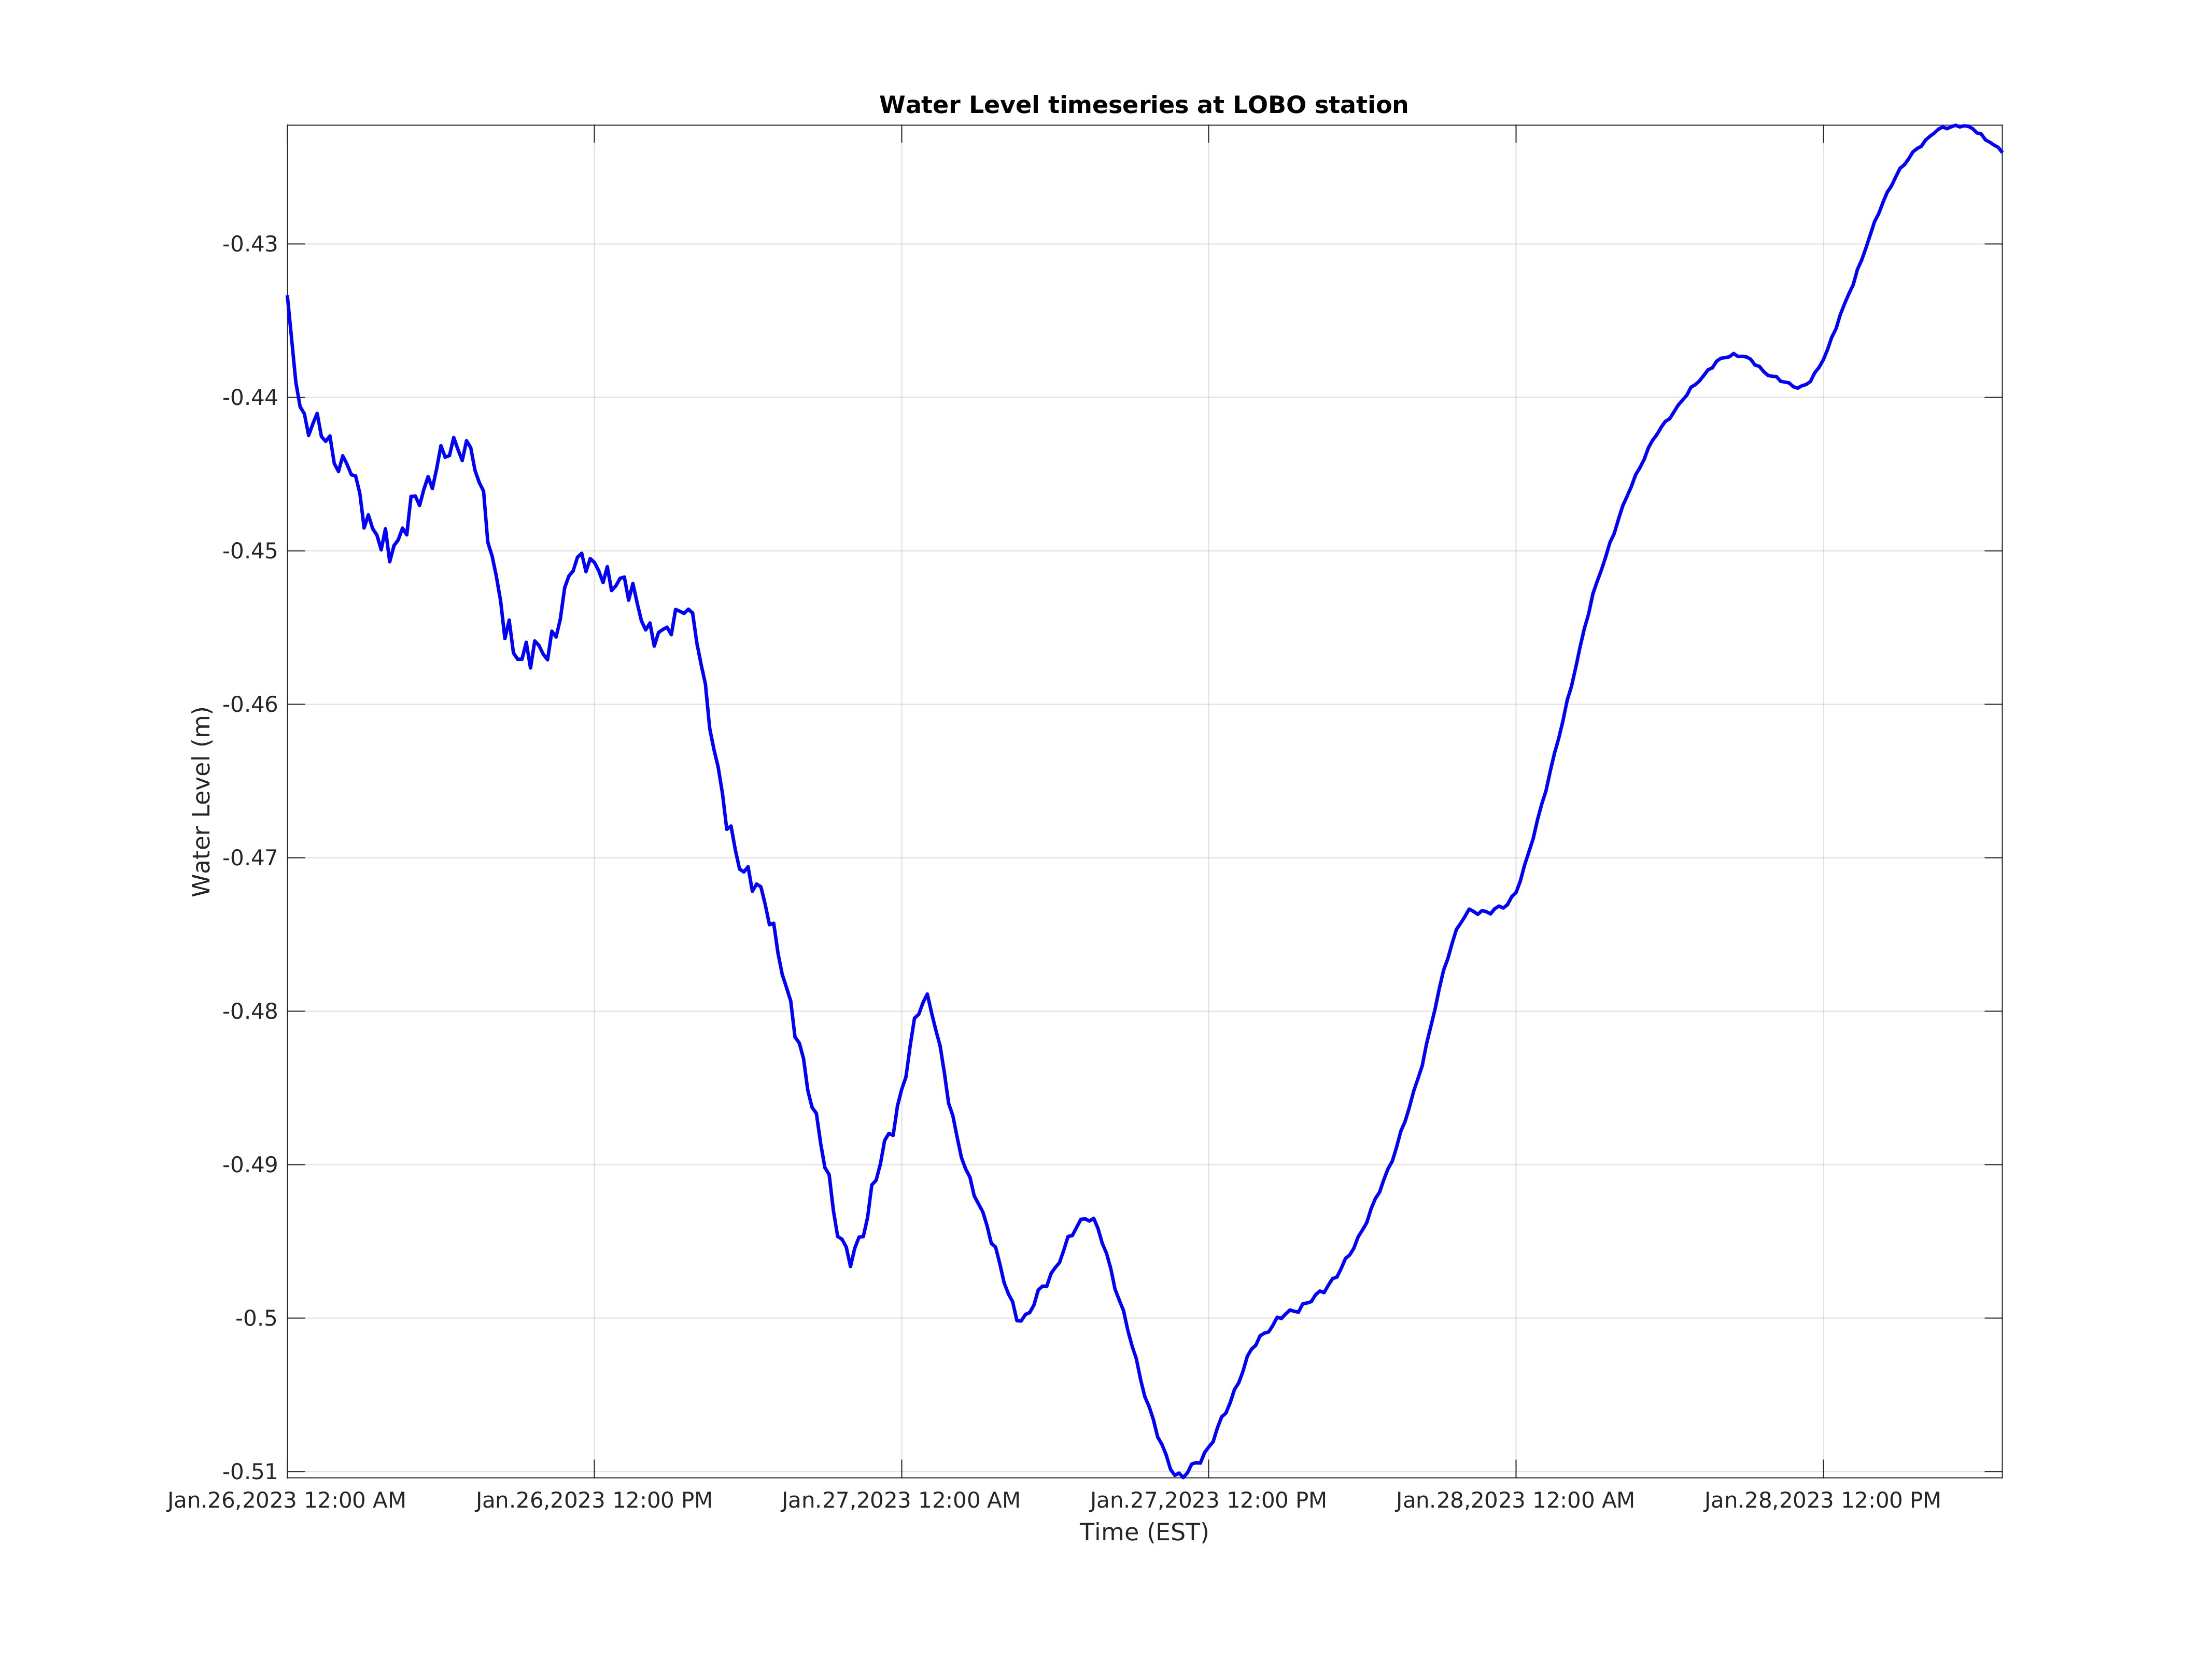 Water Level timeseries at LOBO station
Water Level (m)
-0.43
-0.44
-0.45
-0.46
-0.47
-0.48
-0.49
-0.5
-0.51
Jan.26,2023 12:00 AM
Jan.26,2023 12:00 PM
Jan.27,2023 12:00 AM
Jan.27,2023 12:00 PM
Jan.28,2023 12:00 AM
Jan.28,2023 12:00 PM
Time (EST)